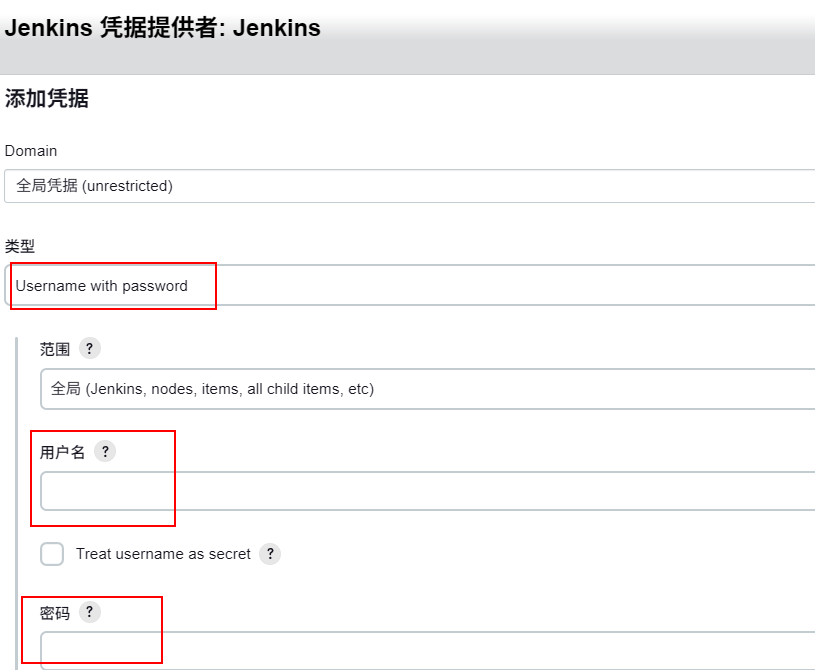 Jenkins 凭据提供者: Jenkins
添加凭据
Domain
全局凭据 (unrestricted)
类型
Username with password
范围 ?
全局 (Jenkins, nodes, items, all child items, etc)
用户名 ?
Treat username as secret ?
密码 ?